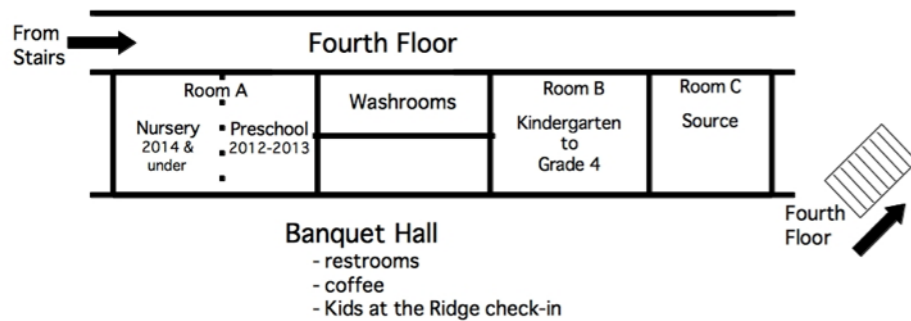 From
Stairs
Fourth Floor
Room A
Nursery
2014 &
under
Preschool
2012-2013
Washrooms
Room B
Kindergarten
to
Grade 4
Room C
Source
Fourth
Floor
Banquet Hall
- restrooms
- coffee
- Kids at the Ridge check-in